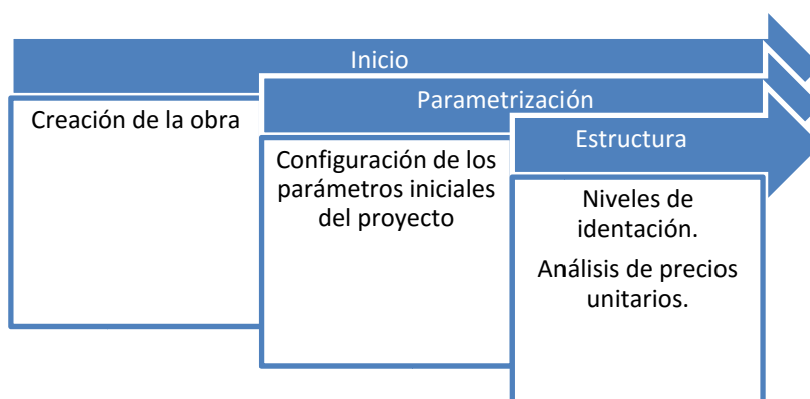 Inicio
Creación de la obra
Parametrización
Configuración de los
parámetros iniciales
del proyecto
Estructura
Niveles de
identación.
Análisis de precios
unitarios.